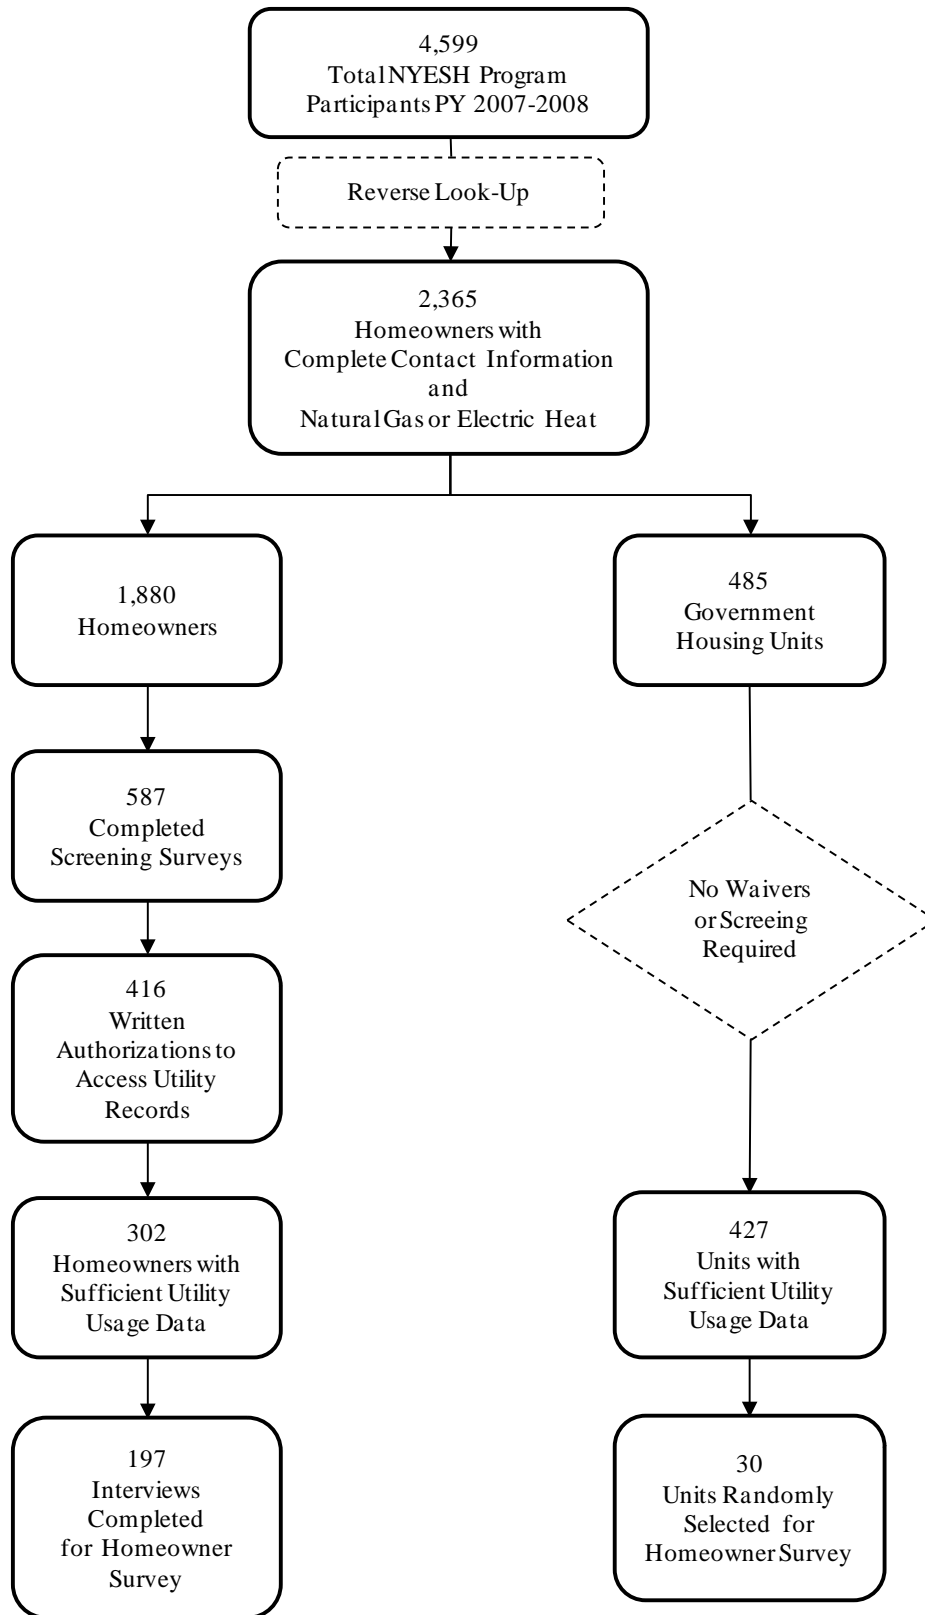 4,599
Total NYESH Program
Participants PY 2007-2008
Reverse Look-Up
2,365
Homeowners with
Complete Contact Information
and
Natural Gas or Electric Heat
1,880
Homeowners
485
Government
Housing Units
587
Completed
Screening Surveys
No Waivers
or Screeing
Required
416
Written
Authorizations to
Access Utility
Records
302
Homeowners with
Sufficient Utility
Usage Data
427
Units with
Sufficient Utility
Usage Data
197
Interviews
Completed
for Homeowner
Survey
30
Units Randomly
Selected for
Homeowner Survey